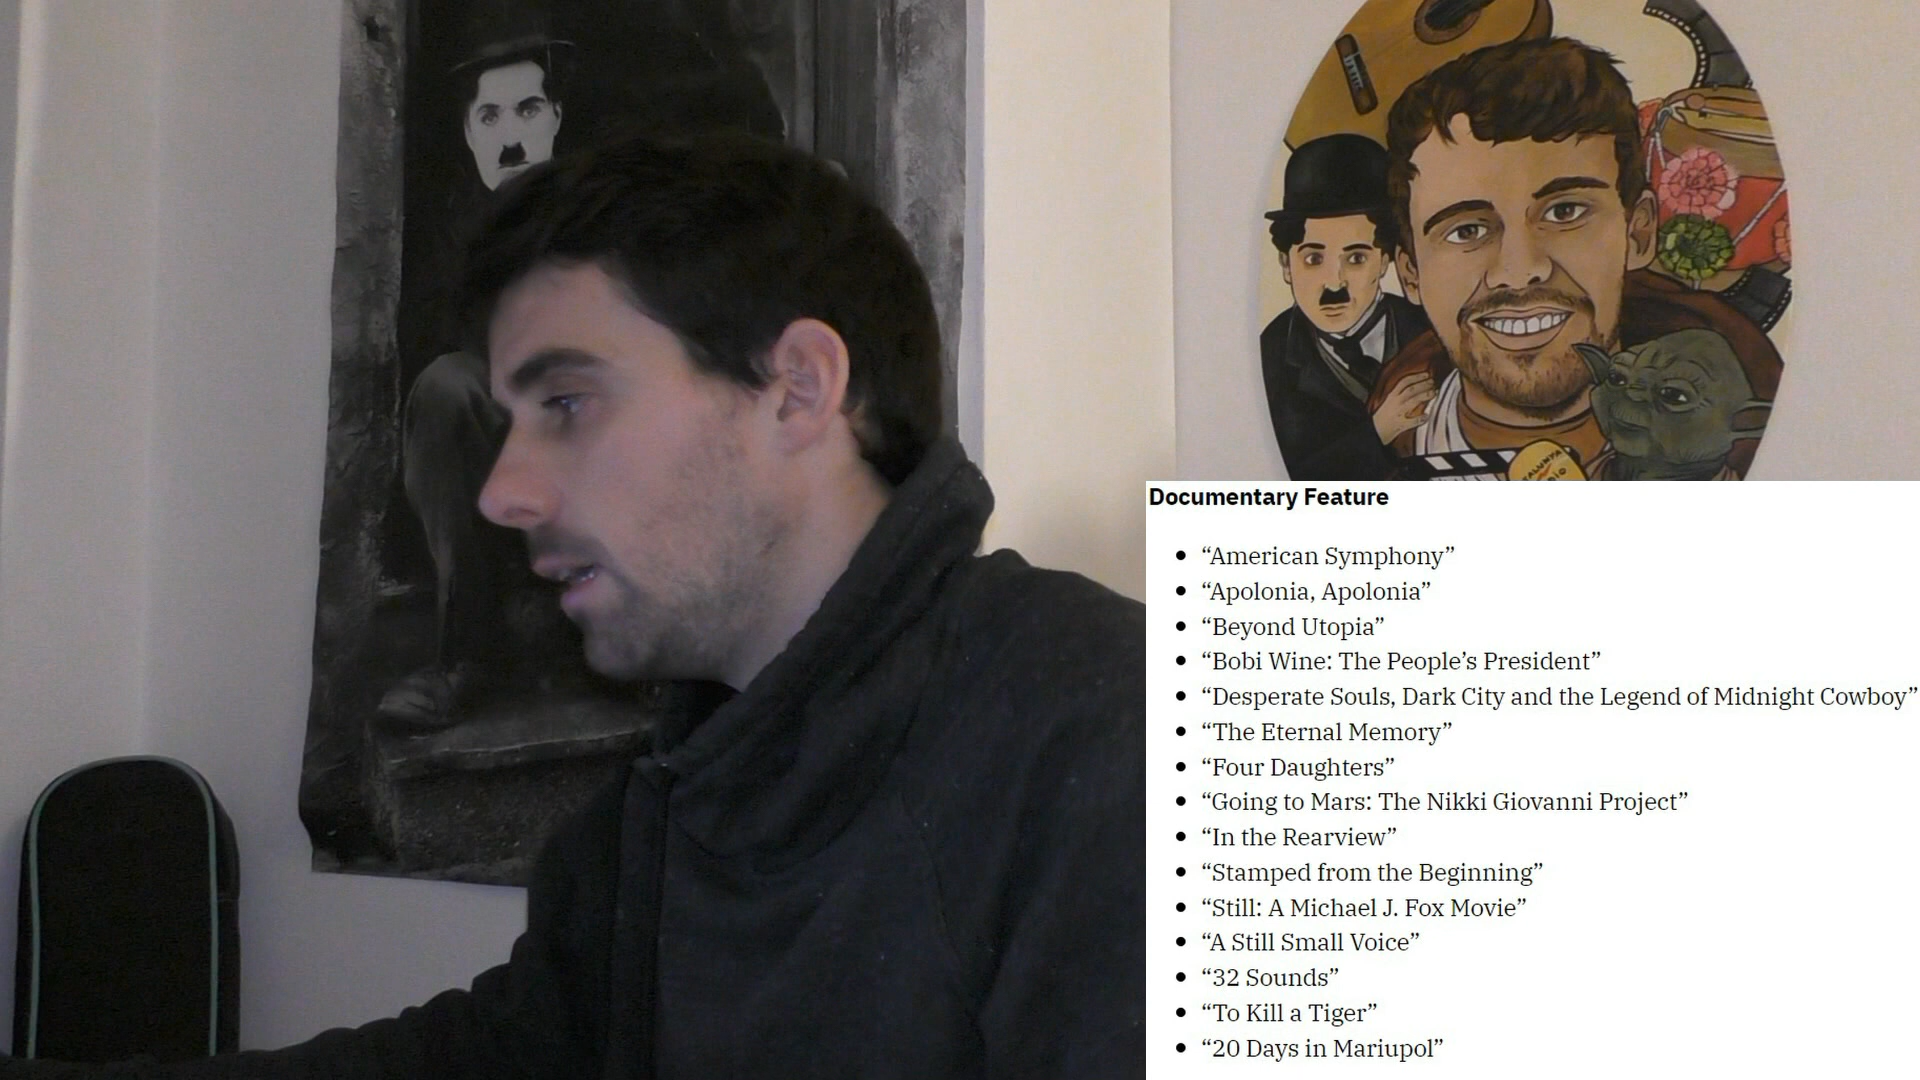 ALUNYA
Documentary Feature
“American Symphony”
“Apolonia, Apolonia”
“Beyond Utopia”
“Bobi Wine: The People’s President”
“Desperate Souls, Dark City and the Legend of Midnight Cowboy”
“The Eternal Memory”
“Four Daughters”
“Going to Mars: The Nikki Giovanni Project”
“In the Rearview”
“Stamped from the Beginning”
“Still: A Michael J. Fox Movie”
“A Still Small Voice”
“32 Sounds”
“To Kill a Tiger”
“20 Days in Mariupol”